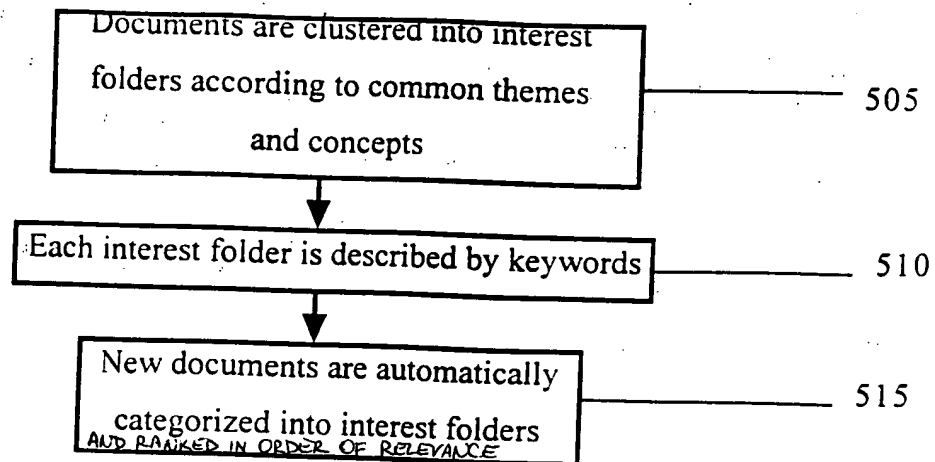 Documents are clustered into interest
folders according to common themes
and concepts
505
Each interest folder is described by keywords
510
New documents are automatically
categorized into interest folders
AND RANKED IN ORDER OF RELEVANCE
515